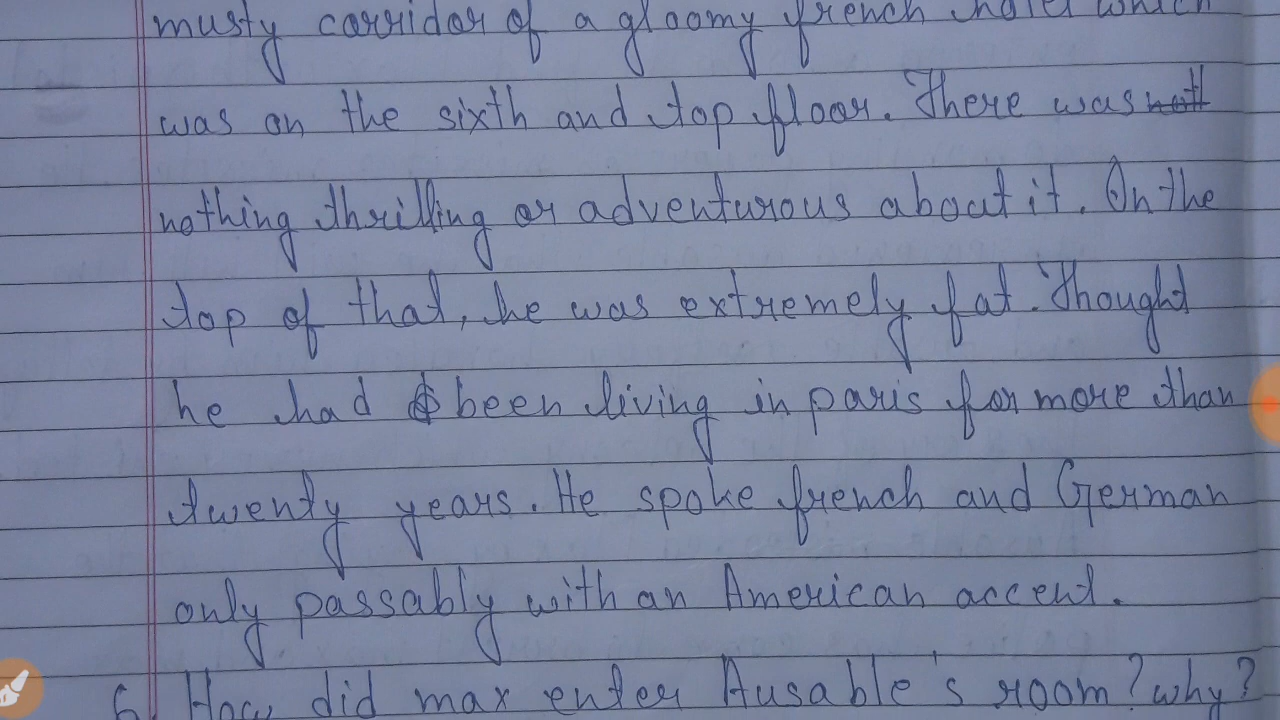 musty corridor of a gloomy french hotel which
was on the sixth and top floor. There was
nothing thrilling or adventurous about it. On the
top of that, he was extremely fat. Thought
he had been living in paris for more than
twenty years. He spoke french and German
only passably with an American accent.
6. How did max enter Ausable's room? why?